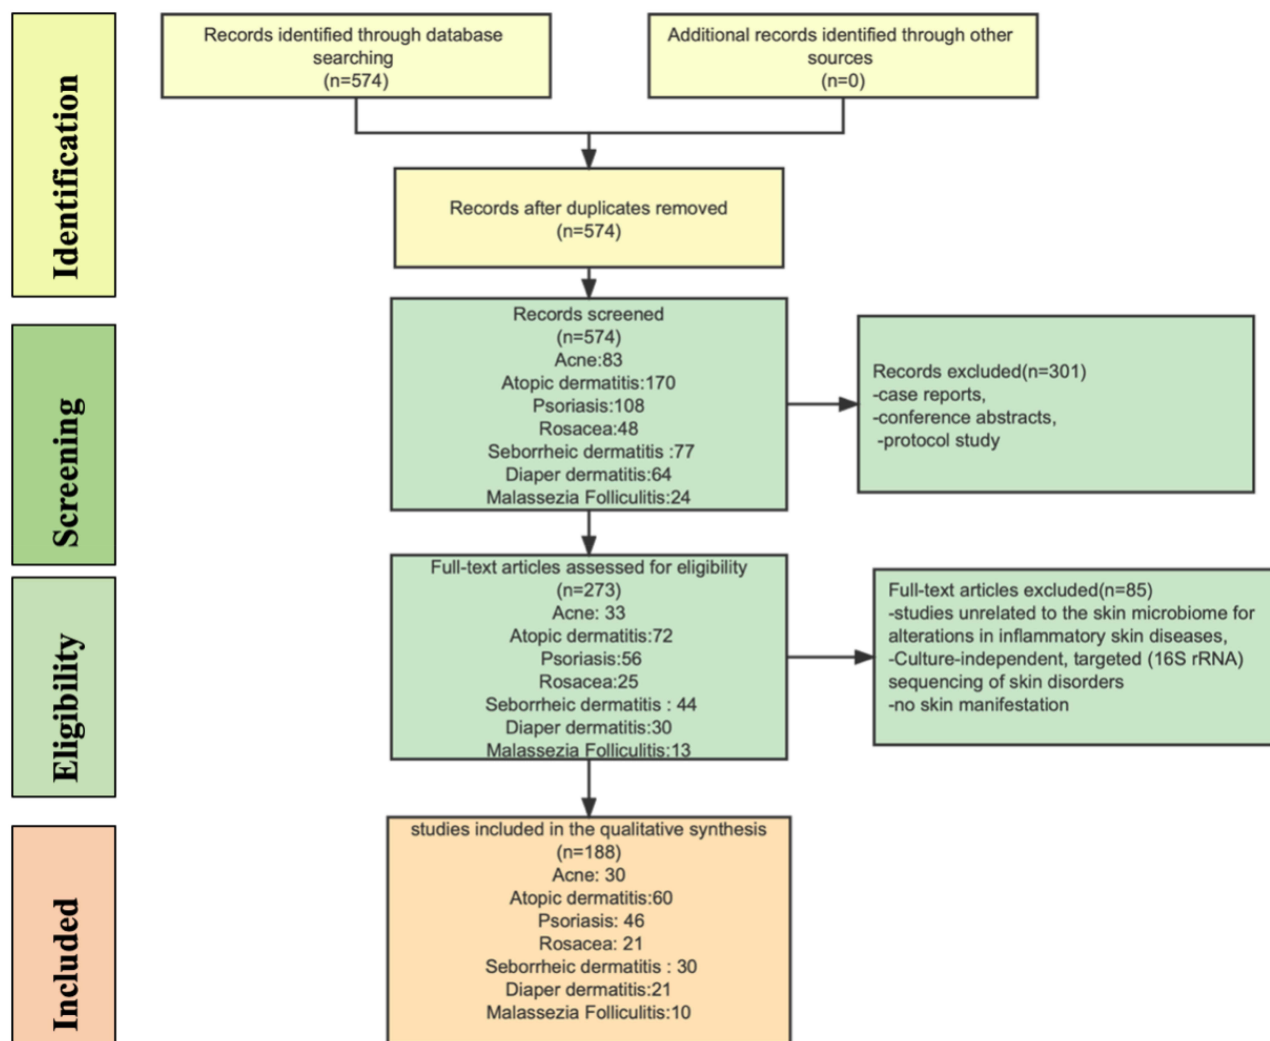 Identification
Records identified through database
searching
(n=574)
Additional records identified through other
sources
(n=0)
Records after duplicates removed
(n=574)
Screening
Records screened
(n=574)
Acne:83
Atopic dermatitis:170
Psoriasis:108
Rosacea:48
Seborrheic dermatitis :77
Diaper dermatitis:64
Malassezia Folliculitis:24
Records excluded(n=301)
-case reports,
-conference abstracts,
-protocol study
Eligibility
Full-text articles assessed for eligibility
(n=273)
Acne: 33
Atopic dermatitis:72
Psoriasis:56
Rosacea:25
Seborrheic dermatitis : 44
Diaper dermatitis:30
Malassezia Folliculitis:13
Full-text articles excluded(n=85)
-studies unrelated to the skin microbiome for
alterations in inflammatory skin diseases,
-Culture-independent, targeted (16S rRNA)
sequencing of skin disorders
-no skin manifestation
Included
studies included in the qualitative synthesis
(n=188)
Acne: 30
Atopic dermatitis:60
Psoriasis: 46
Rosacea: 21
Seborrheic dermatitis : 30
Diaper dermatitis:21
Malassezia Folliculitis:10